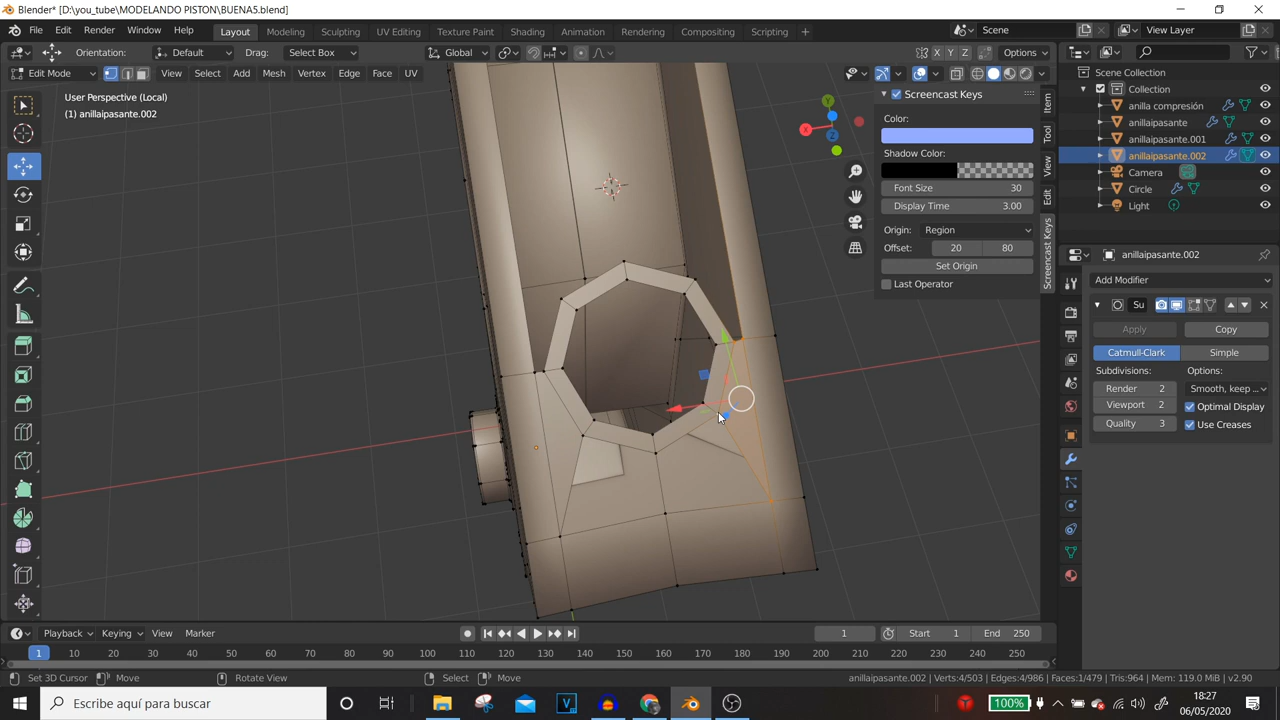 Blender* [D:\you_tube\MODELANDO PISTON\BUENA5.blend]
File Edit Render Window Help Layout Modeling Sculpting UV Editing Texture Paint Shading Animation Rendering Compositing Scripting + Scene View Layer
Orientation: Default Drag: Select Box Global X Y Z Options
Edit Mode View Select Add Mesh Vertex Edge Face UV
User Perspective (Local)
(1) anillaipasante.002
Y
X
Z
Screencast Keys
Color:
Shadow Color:
Font Size 30
Display Time 3.00
Origin: Region
Offset: 20 80
Set Origin
Last Operator
Item
Tool
View
Edit
Screencast Keys
Scene Collection
Collection
anilla compresión
anillaipasante
anillaipasante.001
anillaipasante.002
Camera
Circle
Light
anillaipasante.002
Add Modifier
Su
Apply Copy
Catmull-Clark Simple
Subdivisions: Options:
Render 2 Smooth, keep ...
Viewport 2 Optimal Display
Quality 3 Use Creases
Playback Keying View Marker 1 Start 1 End 250
1 10 20 30 40 50 60 70 80 90 100 110 120 130 140 150 160 170 180 190 200 210 220 230 240 250
Set 3D Cursor Move Rotate View Select Move anillaipasante.002 | Verts:4/503 | Edges:4/986 | Faces:1/479 | Tris:964 | Mem: 119.0 MiB | v2.90
Escribe aquí para buscar 100% 18:27
06/05/2020